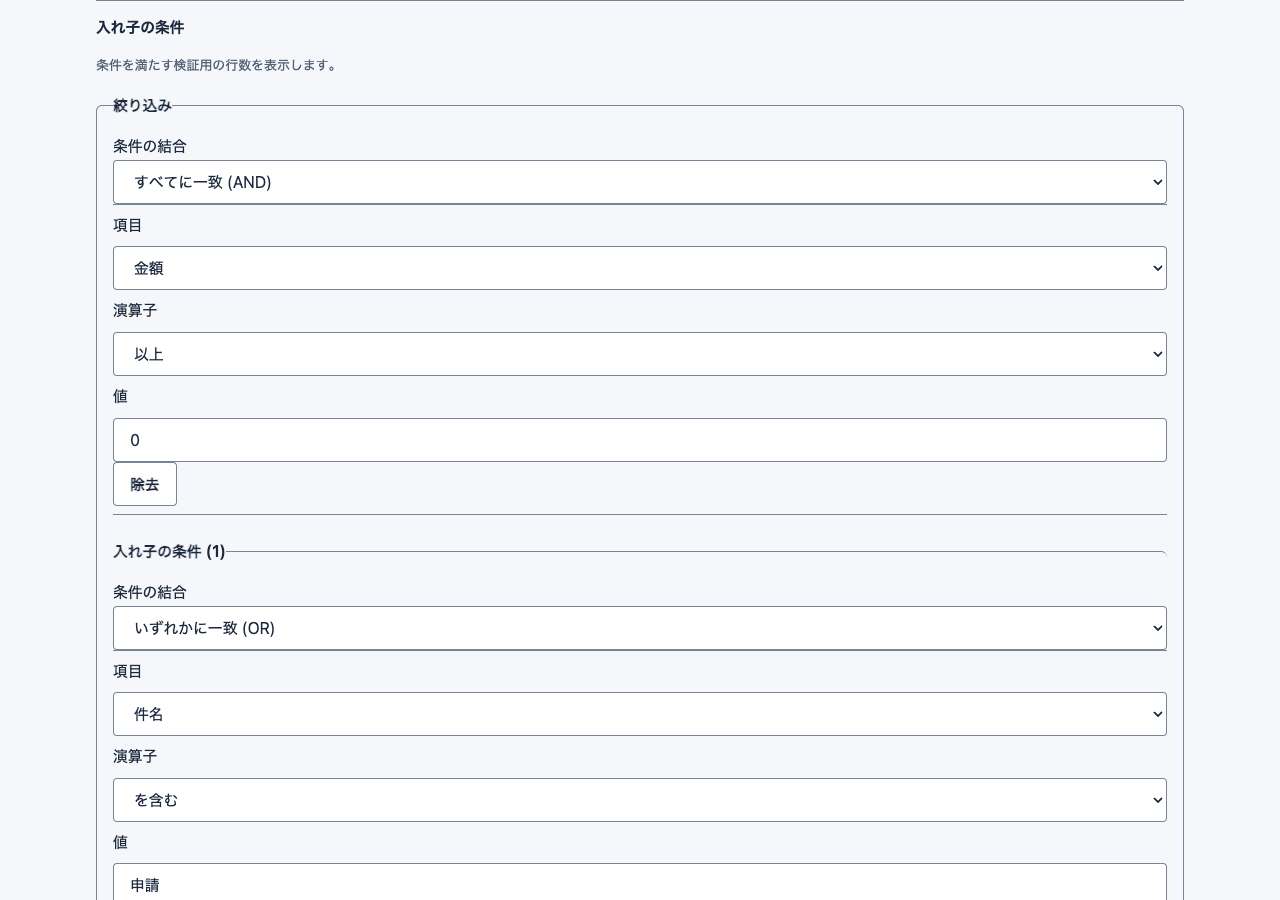 入れ子の条件
条件を満たす検証用の行数を表示します。
絞り込み
条件の結合
すべてに一致 (AND)
項目
金額
演算子
以上
値
0
除去
入れ子の条件 (1)
条件の結合
いずれかに一致 (OR)
項目
件名
演算子
を含む
値
申請